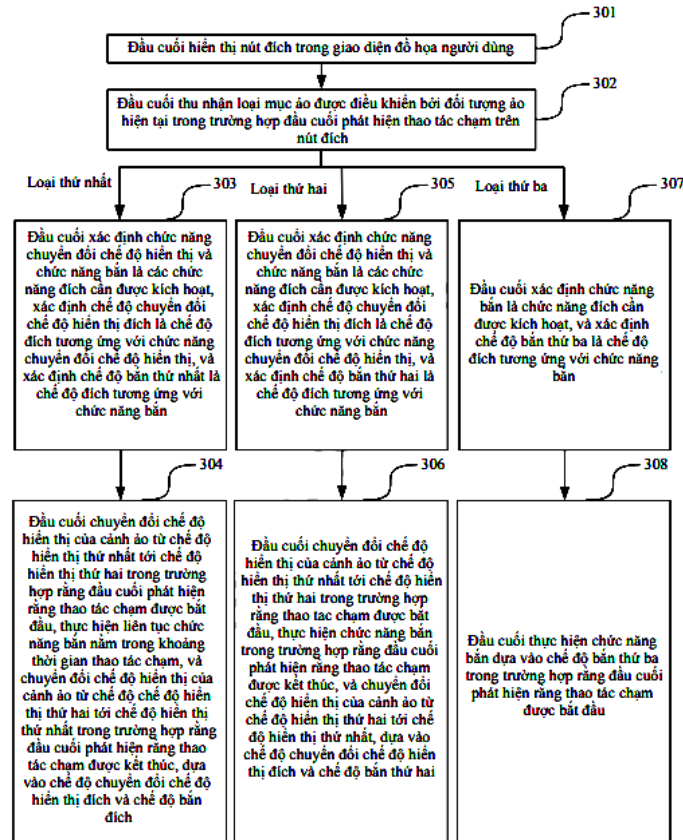 301
Đầu cuối hiển thị nút đích trong giao diện đồ họa người dùng
302
Đầu cuối thu nhận loại mục ảo được điều khiển bởi đối tượng ảo
hiện tại trong trường hợp đầu cuối phát hiện thao tác chạm trên
nút đích
Loại thứ nhất
303
Đầu cuối xác định chức năng
chuyển đổi chế độ hiển thị và
chức năng bắn là các chức
năng đích cần được kích hoạt,
xác định chế độ chuyển đổi
chế độ hiển thị đích là chế độ
đích tương ứng với chức năng
chuyển đổi chế độ hiển thị, và
xác định chế độ bắn thứ nhất là
chế độ đích tương ứng với
chức năng bắn
304
Đầu cuối chuyển đổi chế độ
hiển thị của cảnh ảo từ chế độ
hiển thị thứ nhất tới chế độ
hiển thị thứ hai trong trường
hợp rằng đầu cuối phát hiện
rằng thao tác chạm được bắt
đầu, thực hiện liên tục chức
năng bắn nằm trong khoảng
thời gian thao tác chạm, và
chuyển đổi chế độ hiển thị của
cảnh ảo từ chế độ chế độ hiển
thị thứ hai tới chế độ hiển thị
thứ nhất trong trường hợp rằng
đầu cuối phát hiện rằng thao
tác chạm được kết thúc, dựa
vào chế độ chuyển đổi chế độ
hiển thị đích và chế độ bắn
đích
Loại thứ hai
305
Đầu cuối xác định chức năng
chuyển đổi chế độ hiển thị và
chức năng bắn là các chức
năng đích cần được kích hoạt,
xác định chế độ chuyển đổi
chế độ hiển thị đích là chế độ
đích tương ứng với chức năng
chuyển đổi chế độ hiển thị, và
xác định chế độ bắn thứ hai là
chế độ đích tương ứng với
chức năng bắn
306
Đầu cuối chuyển đổi chế độ
hiển thị của cảnh ảo từ chế độ
hiển thị thứ nhất tới chế độ hiển
thị thứ hai trong trường hợp
rằng thao tac chạm được bắt
đầu, thực hiện chức năng bắn
trong trường hợp rằng đầu cuối
phát hiện rằng thao tác chạm
được kết thúc, và chuyển đổi
chế độ hiển thị của cảnh ảo từ
chế độ hiển thị thứ hai tới chế
độ hiển thị thứ nhất, dựa vào
chế độ chuyển đổi chế độ hiển
thị đích và chế độ bắn thứ hai
Loại thứ ba
307
Đầu cuối xác định chức năng
bắn là chức năng đích cần
được kích hoạt, và xác định
chế độ bắn thứ ba là chế độ
đích tương ứng với chức năng
bắn
308
Đầu cuối thực hiện chức năng
bắn dựa vào chế độ bắn thứ ba
trong trường hợp rằng đầu cuối
phát hiện rằng thao tác chạm
được bắt đầu